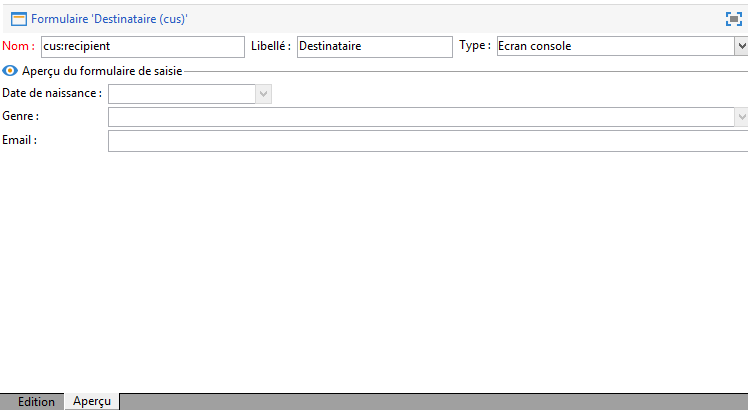 Formulaire 'Destinataire (cus)'
Nom : cus:recipient Libellé : Destinataire Type : Ecran console
Aperçu du formulaire de saisie
Date de naissance :
Genre :
Email :
Edition Aperçu